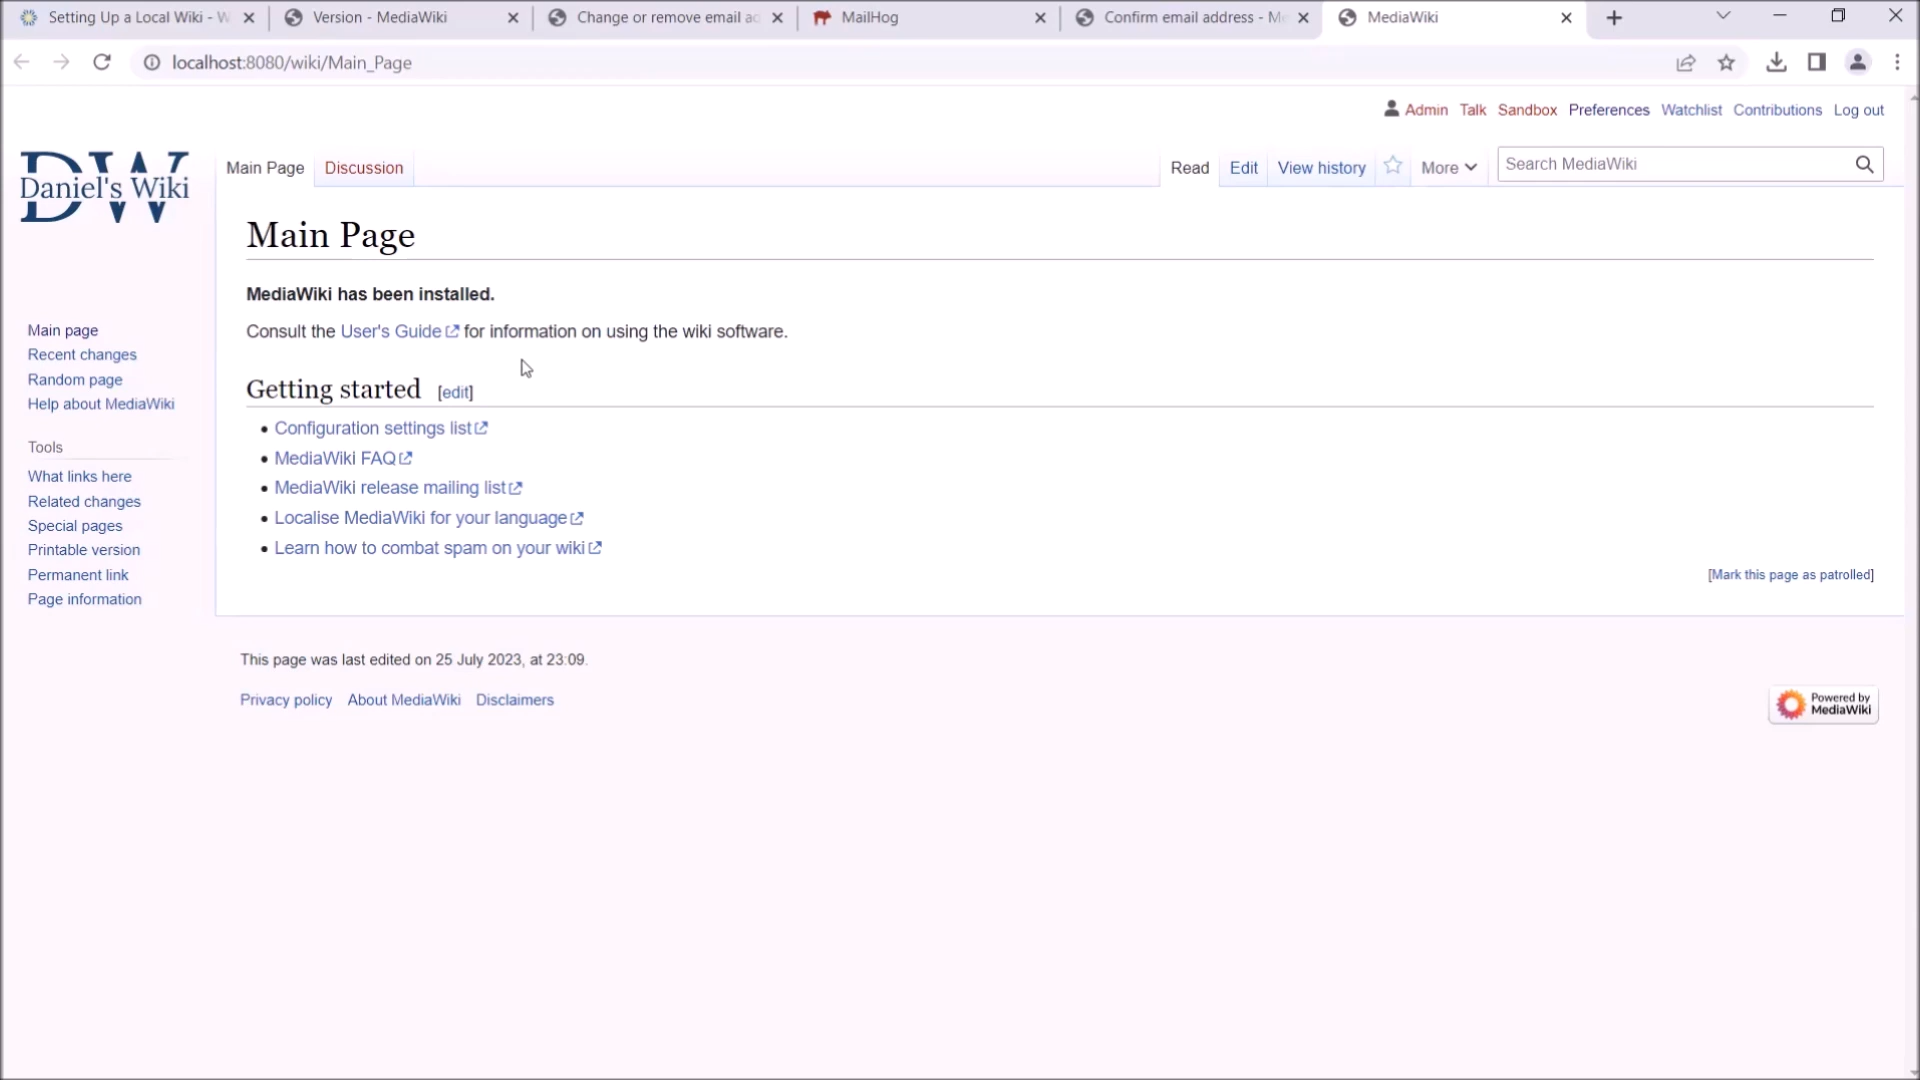 Setting Up a Local Wiki - W
Version - MediaWiki
Change or remove email ad
MailHog
Confirm email address - Me
MediaWiki
localhost:8080/wiki/Main_Page
Admin Talk Sandbox Preferences Watchlist Contributions Log out
DW
Daniel's Wiki
Main Page Discussion
Read Edit View history More Search MediaWiki
Main Page
MediaWiki has been installed.
Consult the User's Guide for information on using the wiki software.
Getting started [edit]
Configuration settings list
MediaWiki FAQ
MediaWiki release mailing list
Localise MediaWiki for your language
Learn how to combat spam on your wiki
[Mark this page as patrolled]
Main page
Recent changes
Random page
Help about MediaWiki
Tools
What links here
Related changes
Special pages
Printable version
Permanent link
Page information
This page was last edited on 25 July 2023, at 23:09.
Privacy policy About MediaWiki Disclaimers
Powered by
MediaWiki